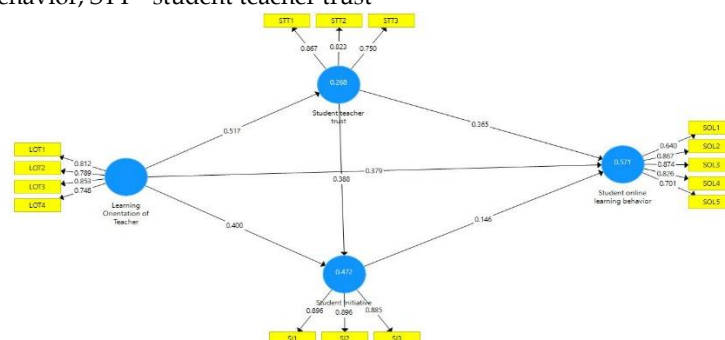 ehavior; STT= student teacher trust
STT1 STT2 STT3
0.867 0.823 0.750
0.268
Student teacher
trust
0.517
0.365
LOT1
LOT2
LOT3
LOT4
0.812
0.789
0.853
0.748
Learning
Orientation of
Teacher
0.379
0.388
0.571
Student online
learning behavior
0.640
0.867
0.874
0.826
0.701
SOL1
SOL2
SOL3
SOL4
SOL5
0.400
0.146
0.472
Student Initiative
0.896 0.896 0.885
SI1 SI2 SI3